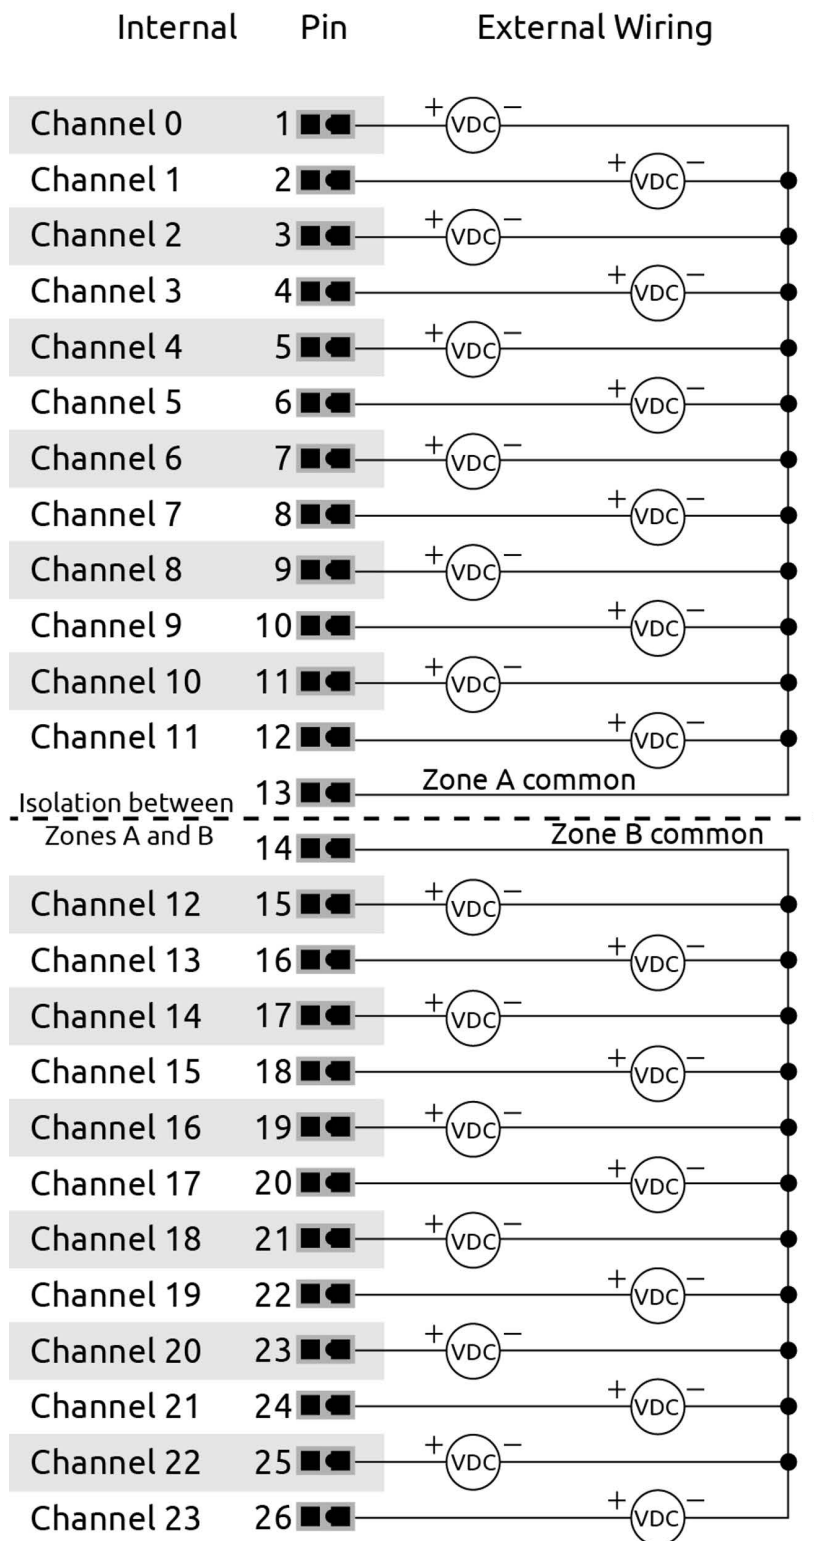 Internal Pin External Wiring
Channel 0 1 + VDC −
Channel 1 2 + VDC −
Channel 2 3 + VDC −
Channel 3 4 + VDC −
Channel 4 5 + VDC −
Channel 5 6 + VDC −
Channel 6 7 + VDC −
Channel 7 8 + VDC −
Channel 8 9 + VDC −
Channel 9 10 + VDC −
Channel 10 11 + VDC −
Channel 11 12 + VDC −
13 Zone A common
Isolation between
Zones A and B
14 Zone B common
Channel 12 15 + VDC −
Channel 13 16 + VDC −
Channel 14 17 + VDC −
Channel 15 18 + VDC −
Channel 16 19 + VDC −
Channel 17 20 + VDC −
Channel 18 21 + VDC −
Channel 19 22 + VDC −
Channel 20 23 + VDC −
Channel 21 24 + VDC −
Channel 22 25 + VDC −
Channel 23 26 + VDC −